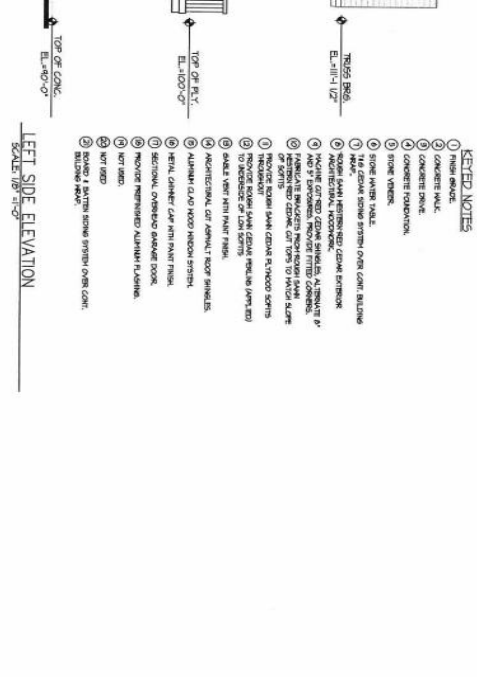 KEYED NOTES
1 FINISH GRADE.
2 CONCRETE WALK.
3 CONCRETE DRIVE.
4 CONCRETE FOUNDATION.
5 STONE VENEER.
6 STONE WATER TABLE.
7 T&G CEDAR SIDING SYSTEM OVER CONT. BUILDING
WRAP.
8 ROUGH SAWN WESTERN RED CEDAR EXTERIOR
ARCHITECTURAL WOODWORK.
9 MACHINE CUT-RED CEDAR SHINGLES, ALTERNATE 8"
AND 5" EXPOSURES. PROVIDE FITTED CORNERS.
10 FABRICATE BRACKETS FROM ROUGH SAWN
WESTERN RED CEDAR, CUT TOPS TO MATCH SLOPE
OF SOFFIT.
11 PROVIDE ROUGH SAWN CEDAR PLYWOOD SOFITS
THROUGHOUT
12 PROVIDE ROUGH SAWN CEDAR PERLINS (APPLIED)
TO UNDERSIDE OF LOW SOFITS
13 GABLE VENT WITH PAINT FINISH.
14 ARCHITECTURAL CUT ASPHALT ROOF SHINGLES.
15 ALUMINUM CLAD WOOD WINDOW SYSTEM.
16 METAL CHIMNEY CAP WITH PAINT FINISH.
17 SECTIONAL OVERHEAD GARAGE DOOR.
18 PROVIDE PREFINISHED ALUMINUM FLASHING.
19 NOT USED.
20 NOT USED
21 BOARD & BATTEN SIDING SYSTEM OVER CONT.
BUILDING WRAP.
TRUSS BRG.
EL.=111'-1 1/2"
TOP OF PLY.
EL.=100'-0"
TOP OF CONC.
EL.=90'-0"
LEFT SIDE ELEVATION
SCALE: 1/8" =1'-0"